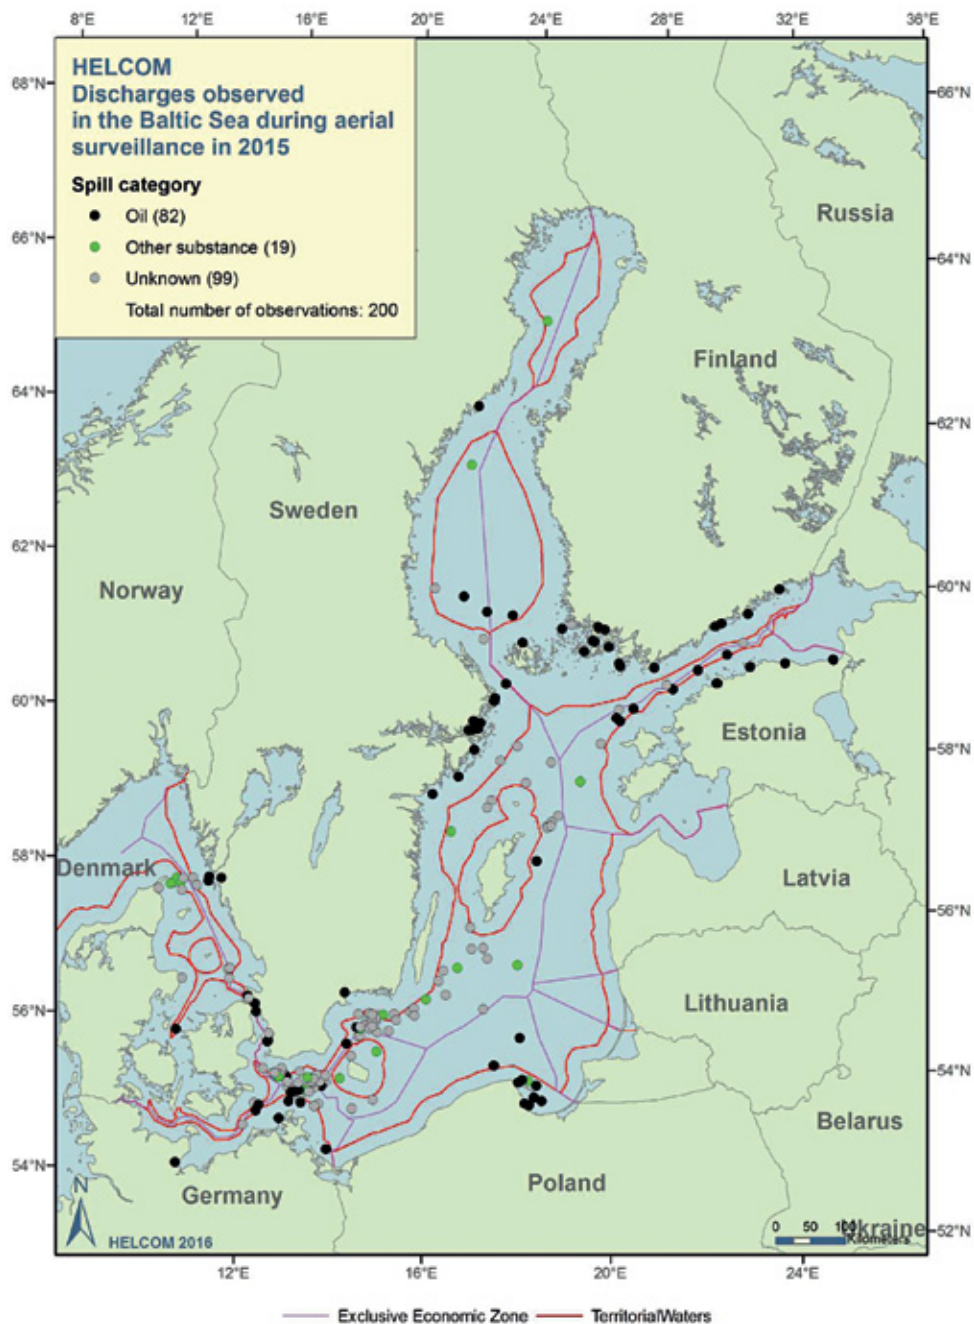 8°E 12°E 16°E 20°E 24°E 28°E 32°E 36°E
HELCOM
Discharges observed
in the Baltic Sea during aerial
surveillance in 2015
Spill category
Oil (82)
Other substance (19)
Unknown (99)
Total number of observations: 200
68°N
66°N
64°N
62°N
60°N
58°N
56°N
54°N
66°N
64°N
62°N
60°N
58°N
56°N
54°N
52°N
Russia
Finland
Sweden
Norway
Estonia
Denmark
Latvia
Lithuania
Belarus
Poland
Germany
Ukraine
N
HELCOM 2016
0 50 100
Kilometers
12°E 16°E 20°E 24°E
Exclusive Economic Zone TerritorialWaters